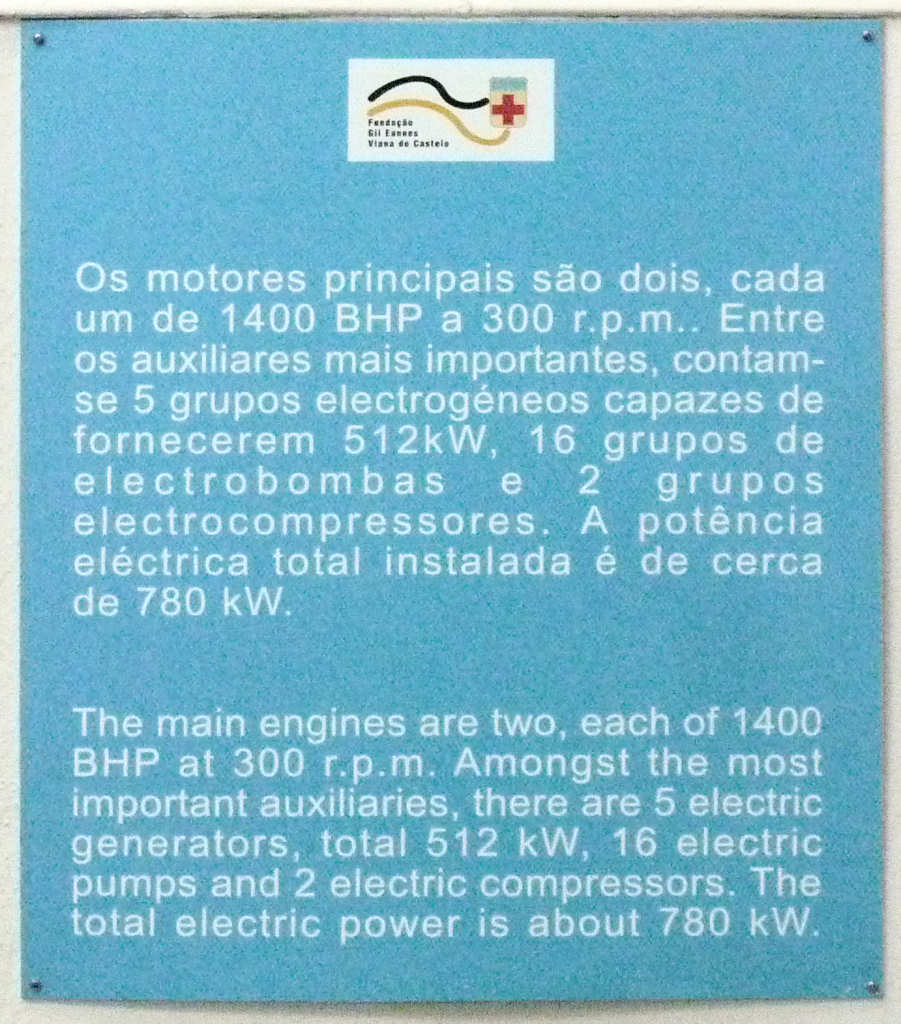 Fundação
Gil Eannes
Viana do Castelo
Os motores principais são dois, cada
um de 1400 BHP a 300 r.p.m.. Entre
os auxiliares mais importantes, contam-
se 5 grupos electrogéneos capazes de
fornecerem 512kW, 16 grupos de
electrobombas e 2 grupos
electrocompressores. A potência
eléctrica total instalada é de cerca
de 780 kW.
The main engines are two, each of 1400
BHP at 300 r.p.m. Amongst the most
important auxiliaries, there are 5 electric
generators, total 512 kW, 16 electric
pumps and 2 electric compressors. The
total electric power is about 780 kW.